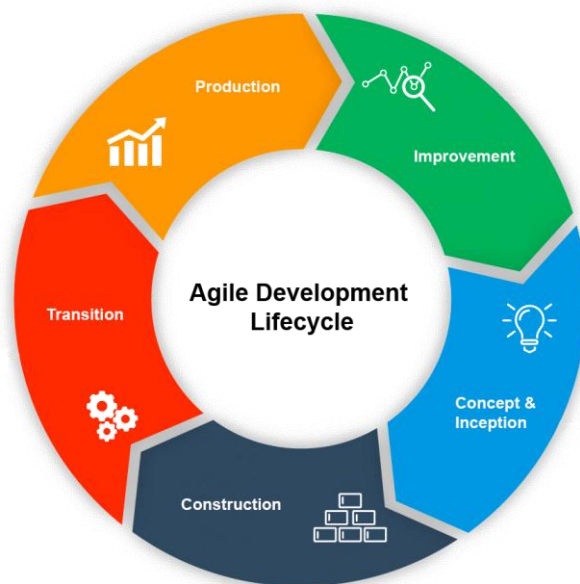 Production
Improvement
Agile Development
Lifecycle
Transition
Concept &
Inception
Construction